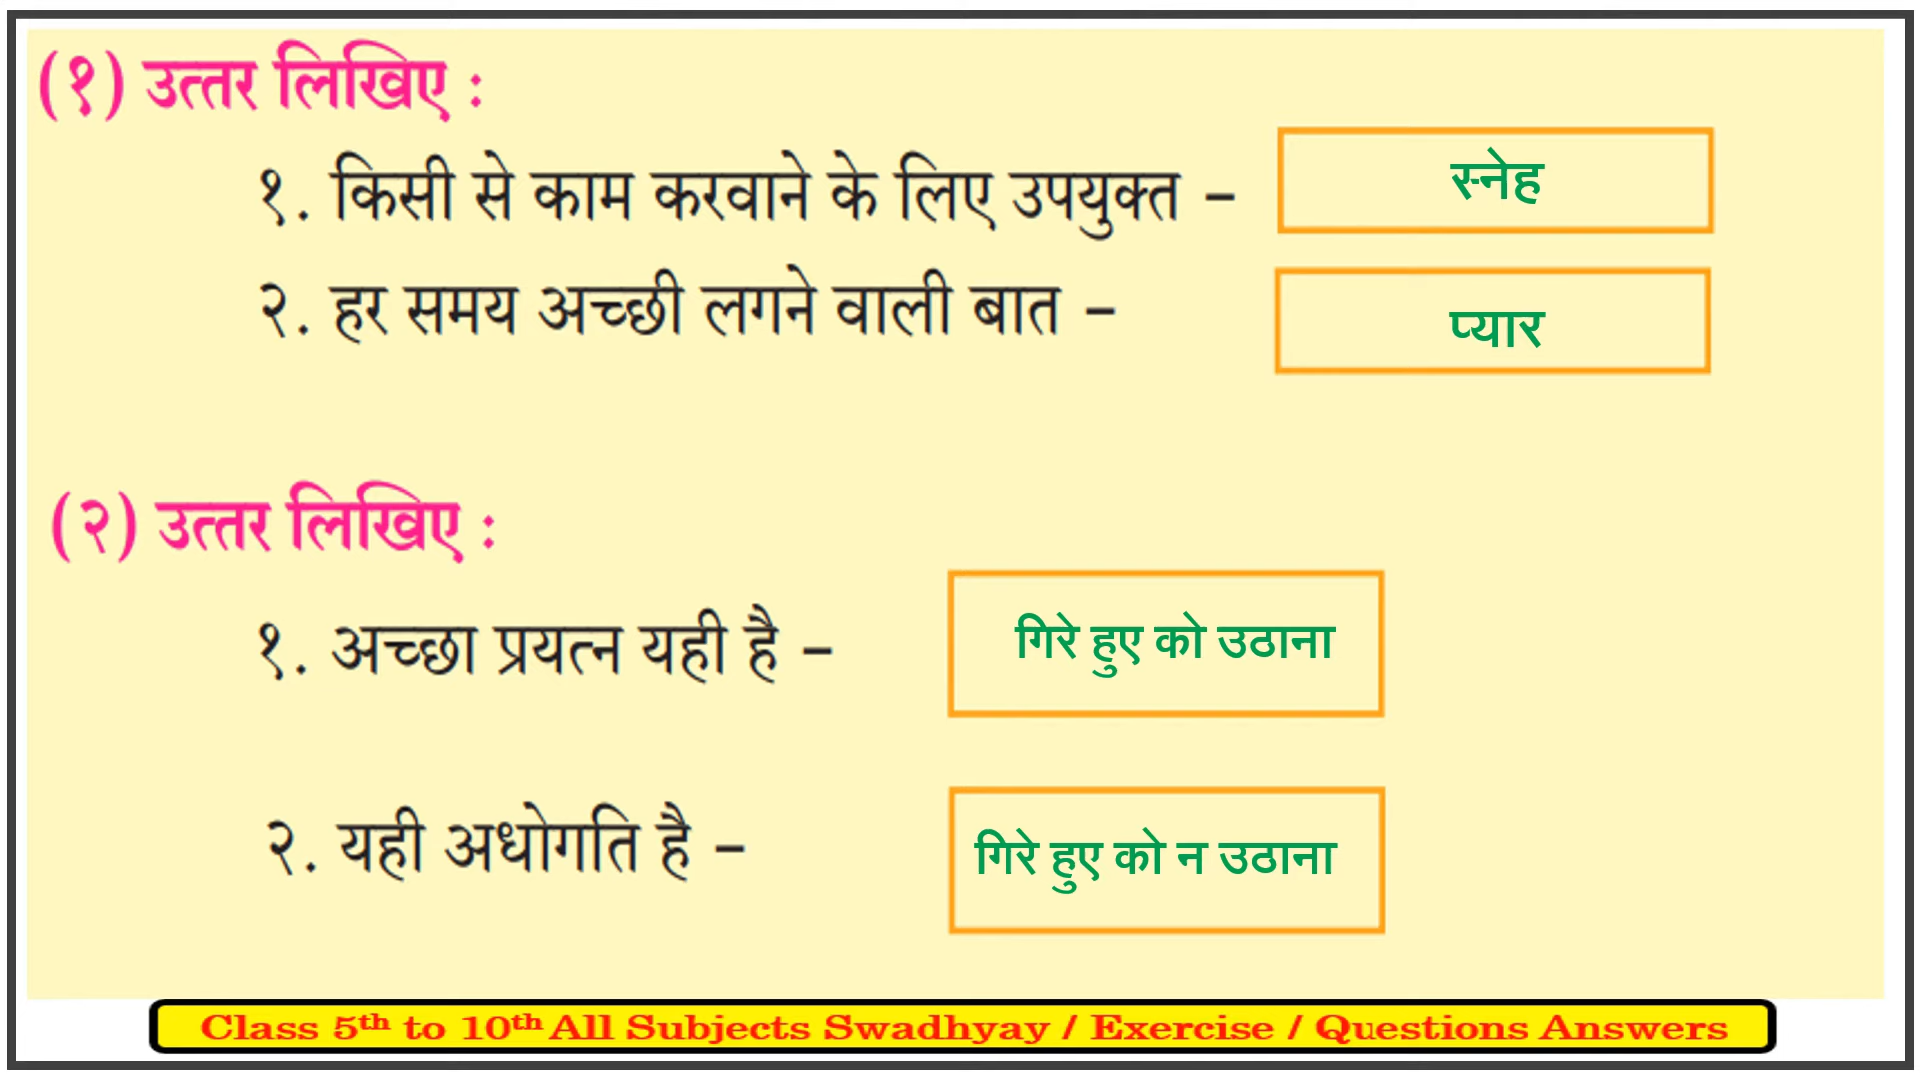 (१) उत्तर लिखिए :
१. किसी से काम करवाने के लिए उपयुक्त – स्नेह
२. हर समय अच्छी लगने वाली बात – प्यार
(२) उत्तर लिखिए :
१. अच्छा प्रयत्न यही है – गिरे हुए को उठाना
२. यही अधोगति है – गिरे हुए को न उठाना
Class 5th to 10th All Subjects Swadhyay / Exercise / Questions Answers